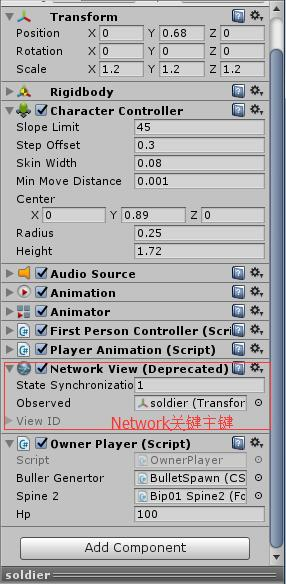 Transform
Position X 0 Y 0.68 Z 0
Rotation X 0 Y 0 Z 0
Scale X 1.2 Y 1.2 Z 1.2
Rigidbody
Character Controller
Slope Limit 45
Step Offset 0.3
Skin Width 0.08
Min Move Distance 0.001
Center
X 0 Y 0.89 Z 0
Radius 0.25
Height 1.72
Audio Source
Animation
Animator
First Person Controller (Scri
Player Animation (Script)
Network View (Deprecated)
State Synchronizatio 1
Observed soldier (Transfor
View ID
Network关键主键
Owner Player (Script)
Script OwnerPlayer
Buller Genertor BulletSpawn (CS
Spine 2 Bip01 Spine2 (Fo
Hp 100
Add Component
soldier